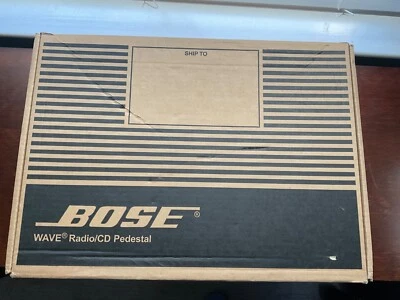 SHIP TO
BOSE®
WAVE® Radio/CD Pedestal